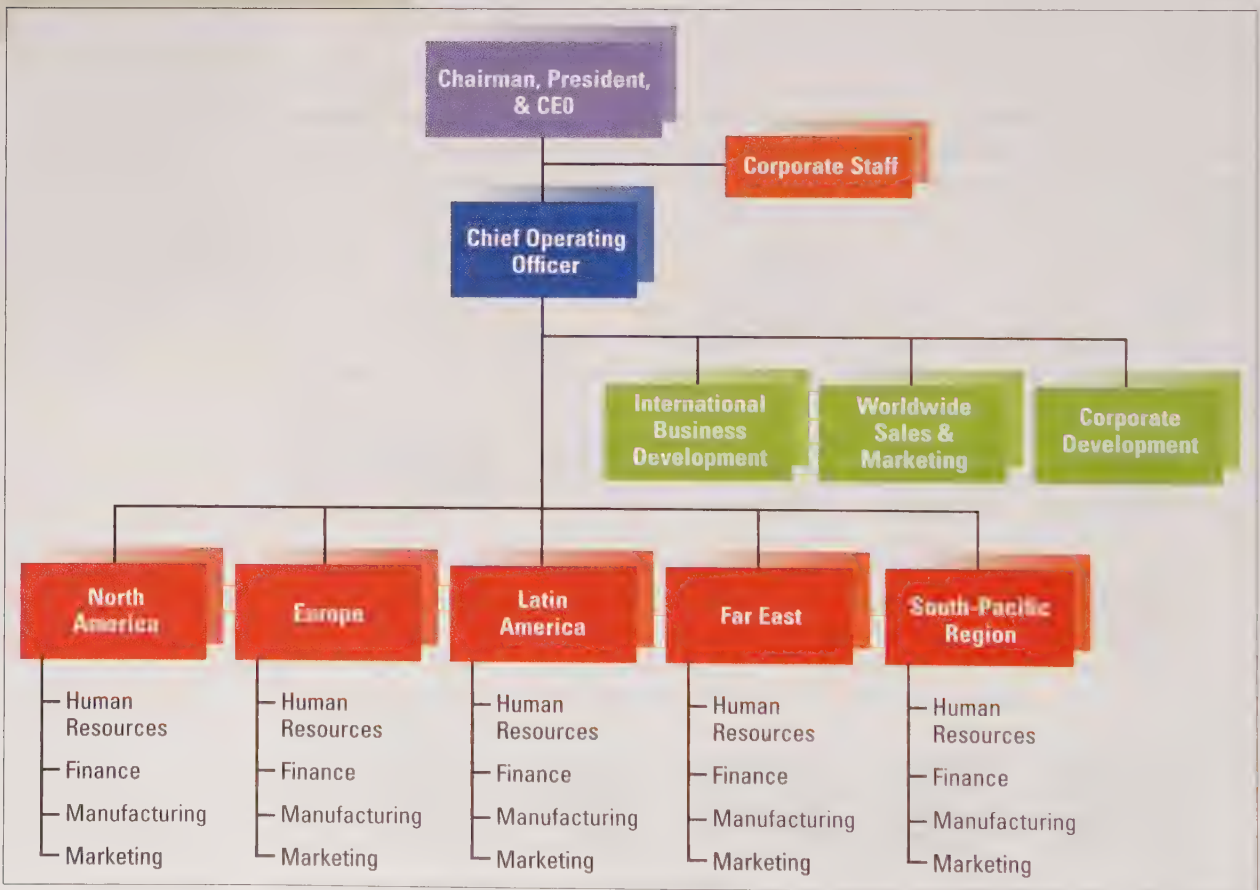 Chairman, President,
& CEO
Corporate Staff
Chief Operating
Officer
International
Business
Development
Worldwide
Sales &
Marketing
Corporate
Development
North
America
Europe
Latin
America
Far East
South-Pacific
Region
Human
Resources
Finance
Manufacturing
Marketing
Human
Resources
Finance
Manufacturing
Marketing
Human
Resources
Finance
Manufacturing
Marketing
Human
Resources
Finance
Manufacturing
Marketing
Human
Resources
Finance
Manufacturing
Marketing